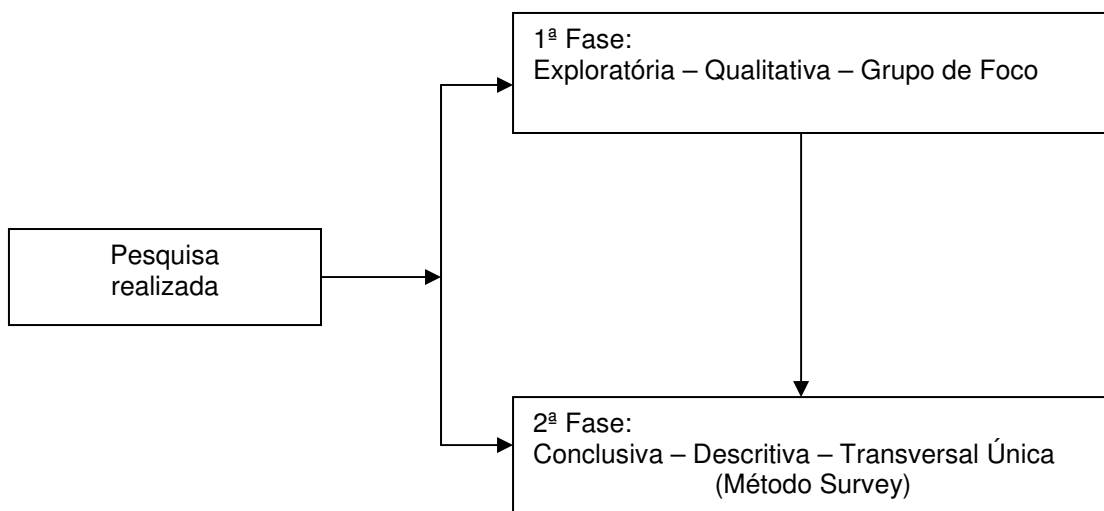 1ª Fase:
Exploratória – Qualitativa – Grupo de Foco
Pesquisa
realizada
2ª Fase:
Conclusiva – Descritiva – Transversal Única
(Método Survey)